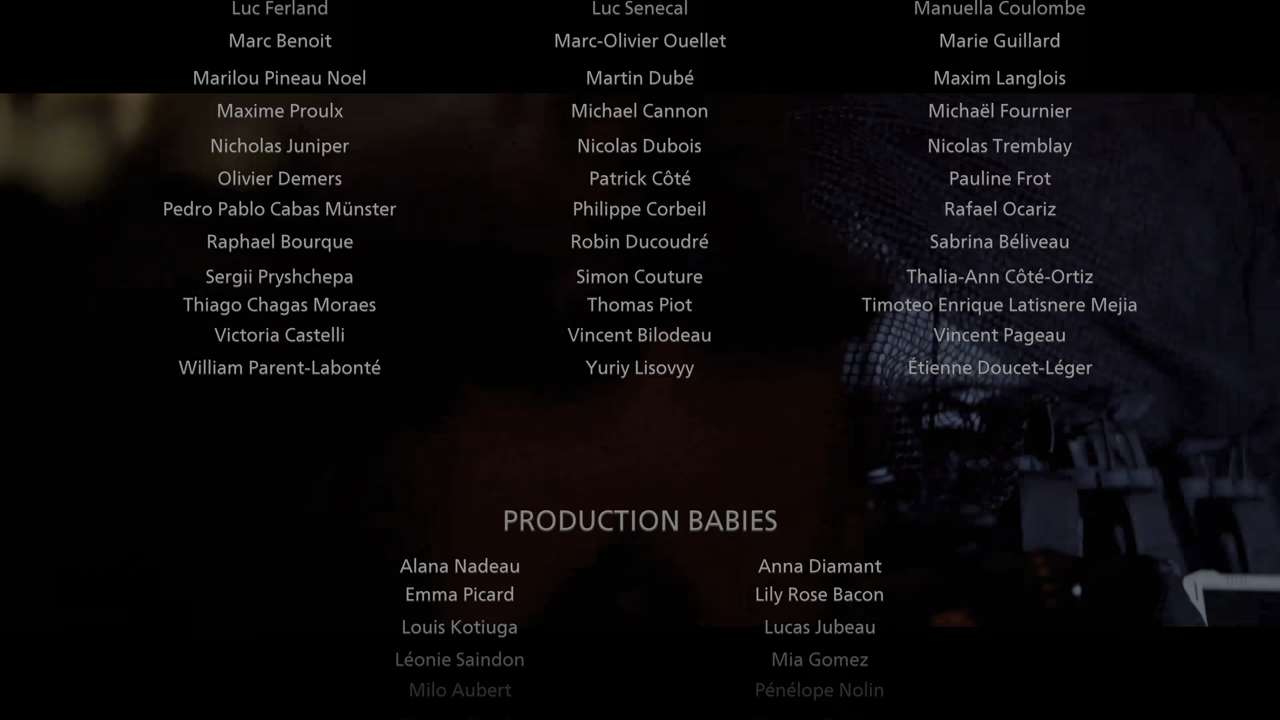 Luc Ferland Luc Senecal Manuella Coulombe
Marc Benoit Marc-Olivier Ouellet Marie Guillard
Marilou Pineau Noel Martin Dubé Maxim Langlois
Maxime Proulx Michael Cannon Michaël Fournier
Nicholas Juniper Nicolas Dubois Nicolas Tremblay
Olivier Demers Patrick Côté Pauline Frot
Pedro Pablo Cabas Münster Philippe Corbeil Rafael Ocariz
Raphael Bourque Robin Ducoudré Sabrina Béliveau
Sergii Pryshchepa Simon Couture Thalia-Ann Côté-Ortiz
Thiago Chagas Moraes Thomas Piot Timoteo Enrique Latisnere Mejia
Victoria Castelli Vincent Bilodeau Vincent Pageau
William Parent-Labonté Yuriy Lisovyy Étienne Doucet-Léger
PRODUCTION BABIES
Alana Nadeau Anna Diamant
Emma Picard Lily Rose Bacon
Louis Kotiuga Lucas Jubeau
Léonie Saindon Mia Gomez
Milo Aubert Pénélope Nolin